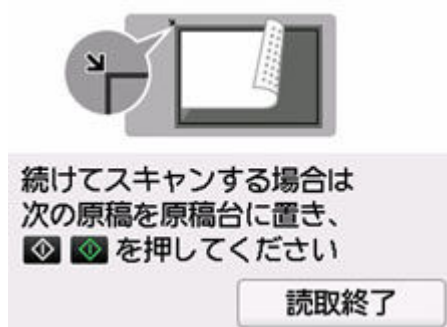 続けてスキャンする場合は
次の原稿を原稿台に置き、
を押してください
読取終了